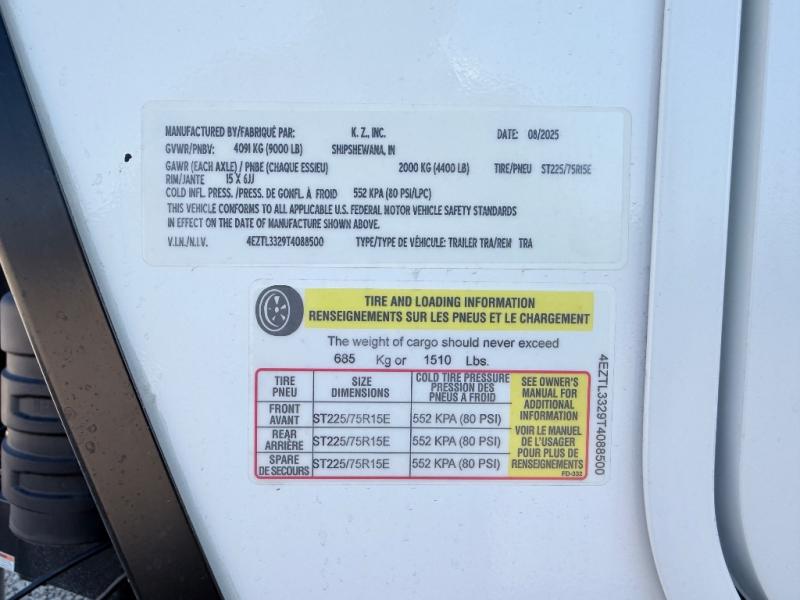 MANUFACTURED BY/FABRIQUÉ PAR: K. Z., INC. DATE: 08/2025
GVWR/PNBV: 4091 KG (9000 LB) SHIPSHEWANA, IN
GAWR (EACH AXLE) / PNBE (CHAQUE ESSIEU) 2000 KG (4400 LB) TIRE/PNEU ST225/75R15E
RIM/JANTE 15 X 6JJ
COLD INFL. PRESS. /PRESS. DE GONFL. À FROID 552 KPA (80 PSI/LPC)
THIS VEHICLE CONFORMS TO ALL APPLICABLE U.S. FEDERAL MOTOR VEHICLE SAFETY STANDARDS
IN EFFECT ON THE DATE OF MANUFACTURE SHOWN ABOVE.
V.I.N./N.I.V. 4EZTL3329T4088500 TYPE/TYPE DE VÉHICULE: TRAILER TRA/REM TRA
TIRE AND LOADING INFORMATION
RENSEIGNEMENTS SUR LES PNEUS ET LE CHARGEMENT
The weight of cargo should never exceed
685 Kg or 1510 Lbs.
TIRE
PNEU
SIZE
DIMENSIONS
COLD TIRE PRESSURE
PRESSION DES
PNEUS À FROID
FRONT
AVANT
ST225/75R15E
552 KPA (80 PSI)
REAR
ARRIÈRE
ST225/75R15E
552 KPA (80 PSI)
SPARE
DE SECOURS
ST225/75R15E
552 KPA (80 PSI)
SEE OWNER'S
MANUAL FOR
ADDITIONAL
INFORMATION
VOIR LE MANUEL
DE L'USAGER
POUR PLUS DE
RENSEIGNEMENTS
FD-332
4EZTL3329T4088500